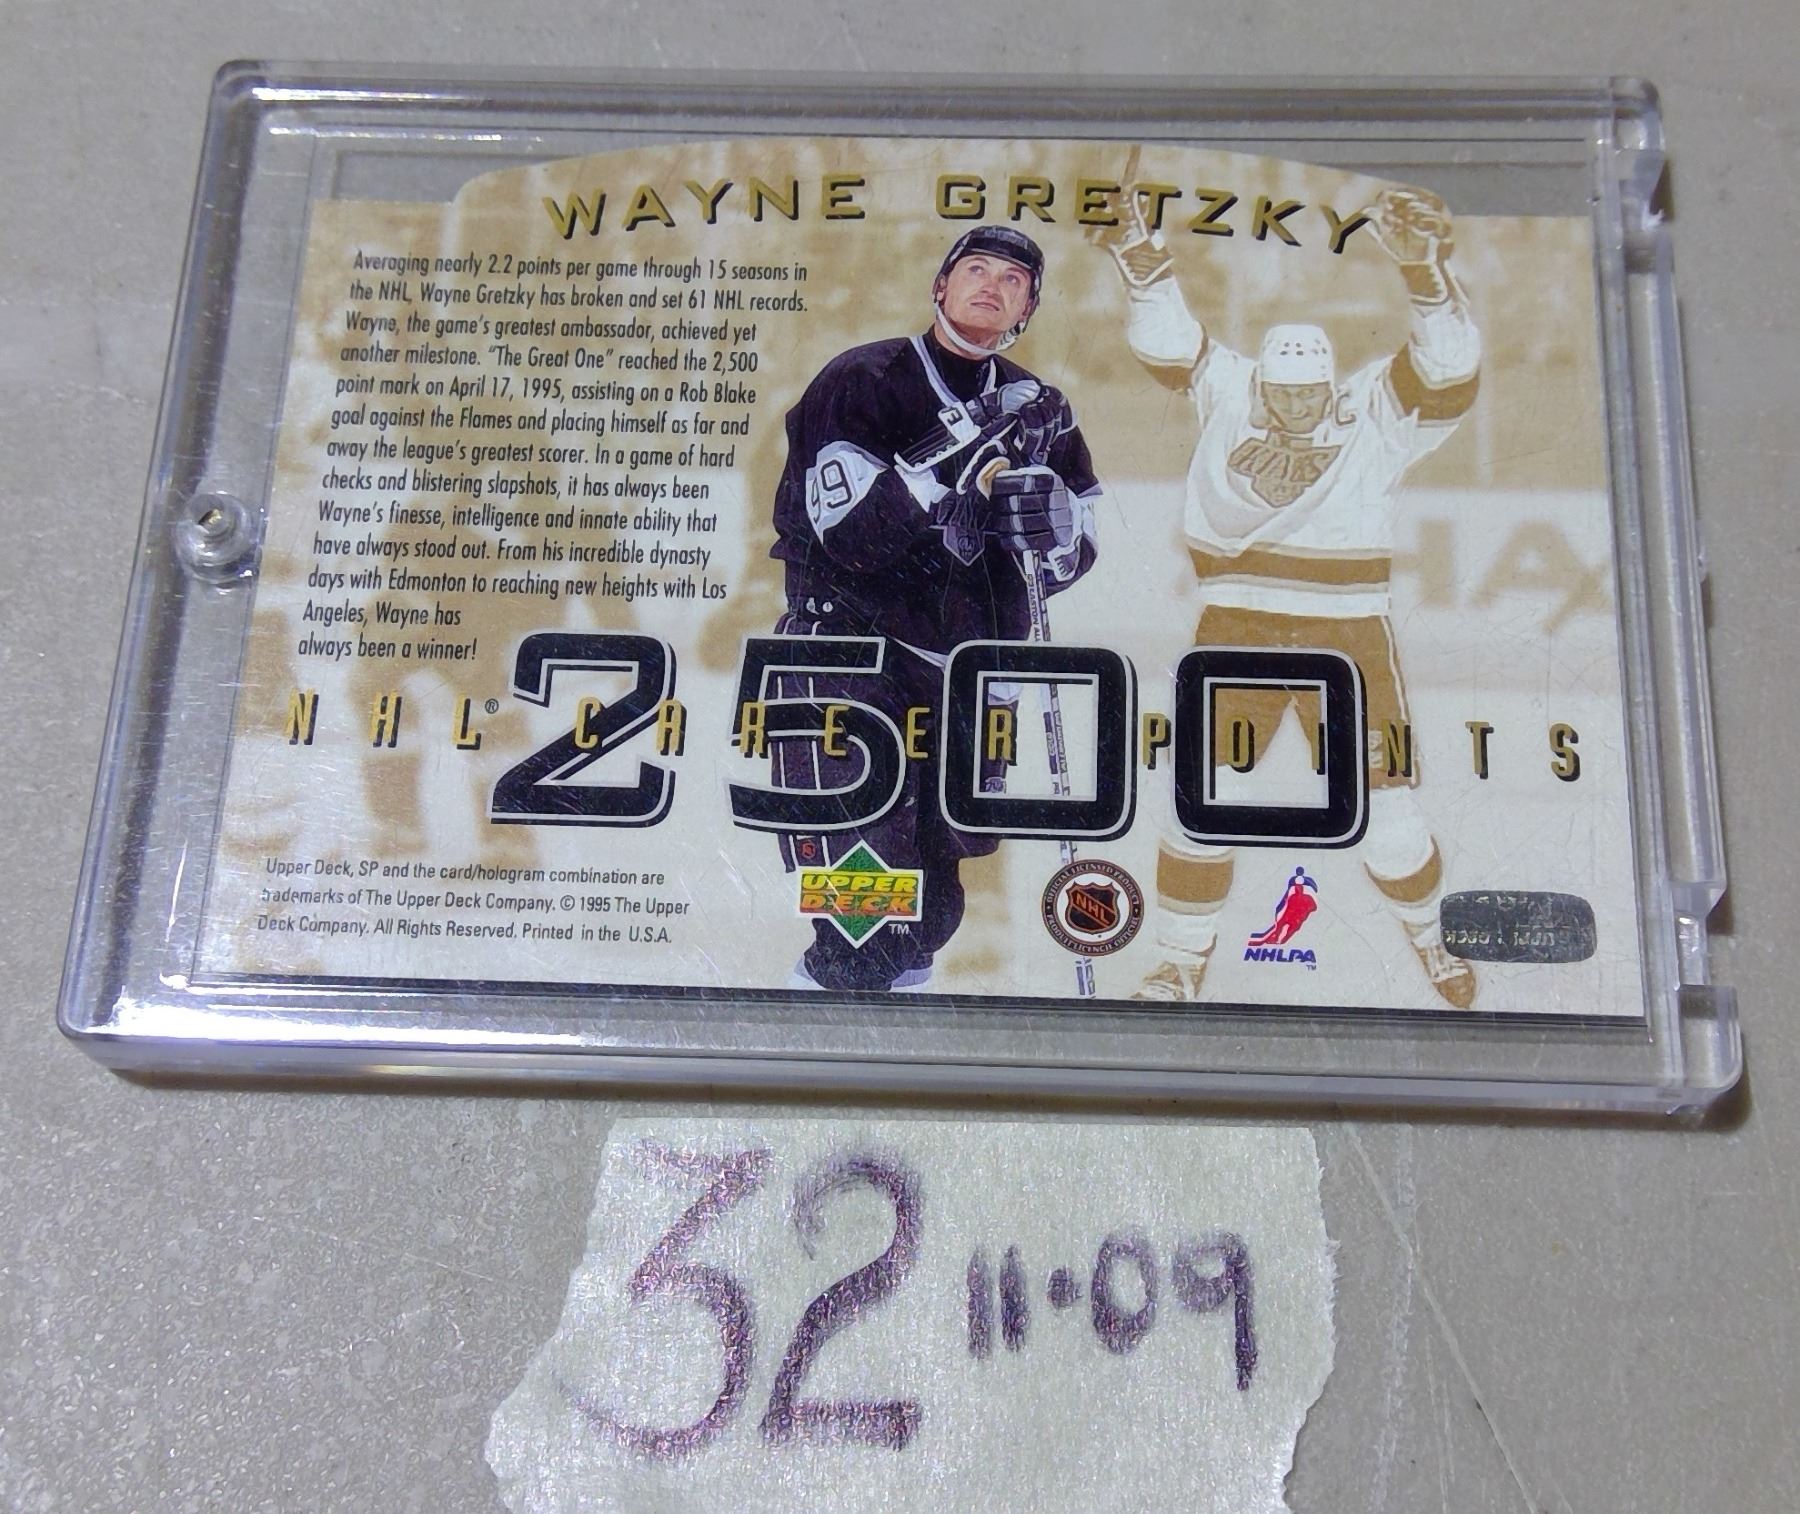 WAYNE GRETZKY
Averaging nearly 2.2 points per game through 15 seasons in
the NHL, Wayne Gretzky has broken and set 61 NHL records.
Wayne, the game's greatest ambassador, achieved yet
another milestone. "The Great One" reached the 2,500
point mark on April 17, 1995, assisting on a Rob Blake
goal against the Flames and placing himself as far and
away the league's greatest scorer. In a game of hard
checks and blistering slapshots, it has always been
Wayne's finesse, intelligence and innate ability that
have always stood out. From his incredible dynasty
days with Edmonton to reaching new heights with Los
Angeles, Wayne has
always been a winner!
99
C
KINGS
2500
NHL® CAREER POINTS
Upper Deck, SP and the card/hologram combination are
trademarks of The Upper Deck Company. © 1995 The Upper
Deck Company. All Rights Reserved. Printed in the U.S.A.
UPPER
DECK™
NHL
NHLPA™
32 11.09